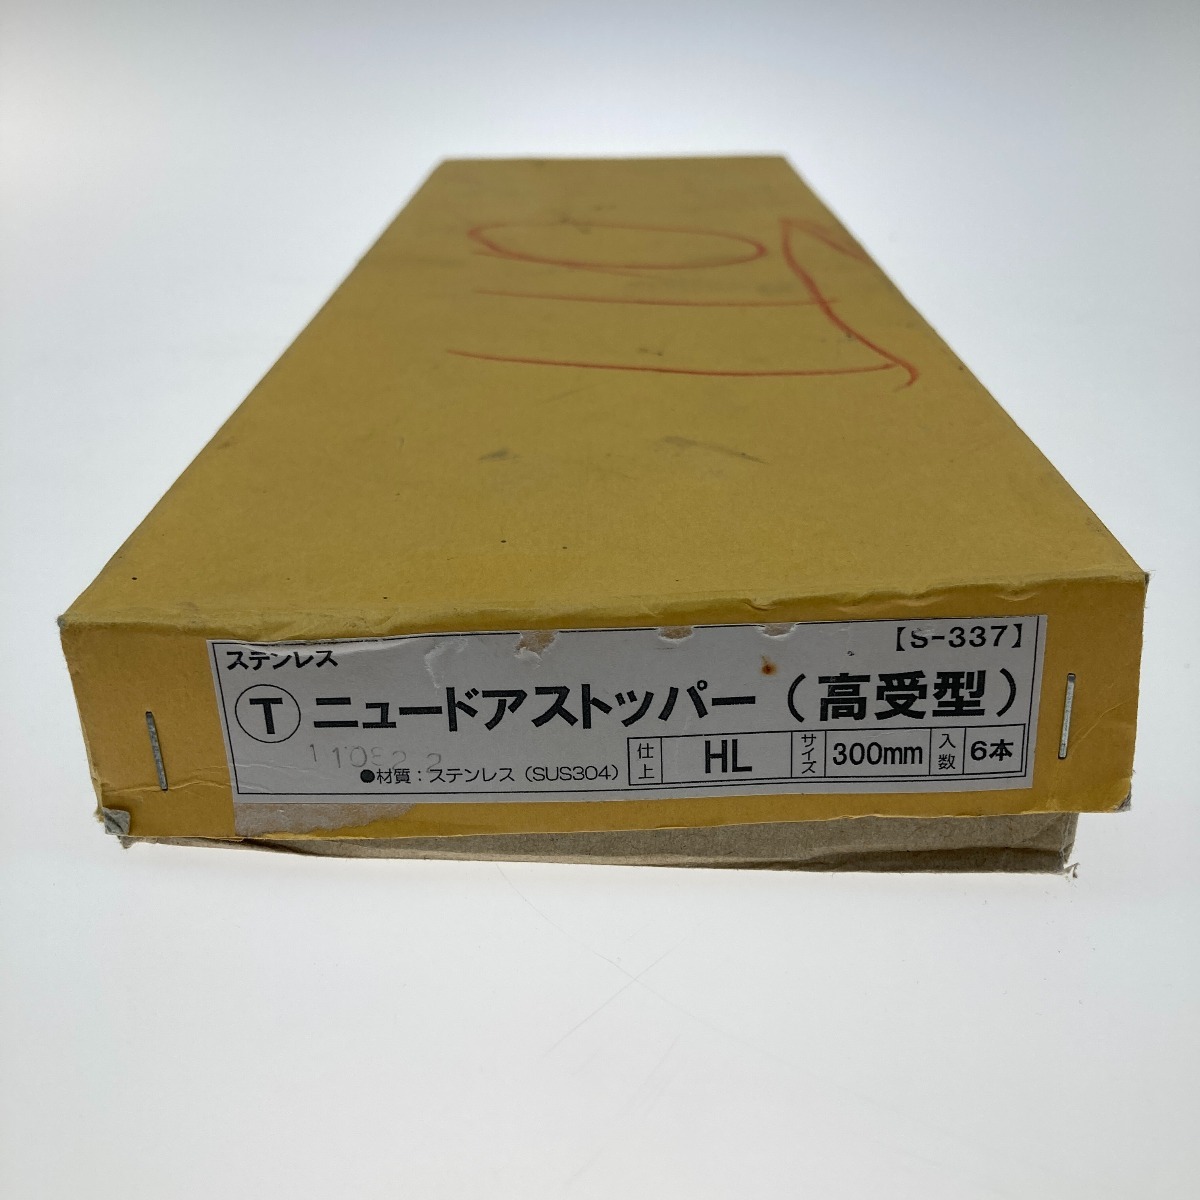 【S-337】
ステンレス
Ⓣ ニュードアストッパー（高受型）
●材質：ステンレス（SUS304）
仕上 HL サイズ 300mm 入数 6本